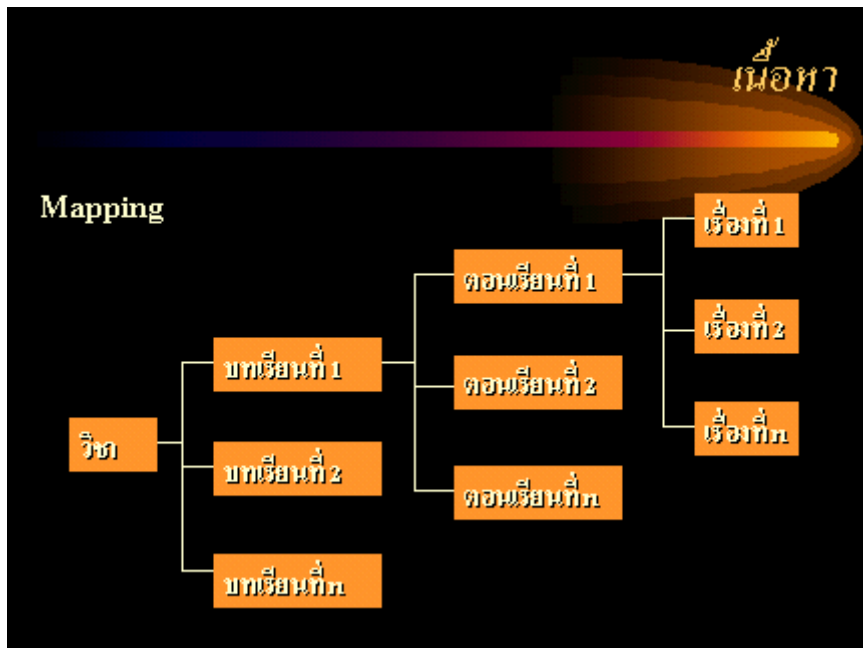 เนื้อหา
Mapping
วิชา
บทเรียนที่ 1
บทเรียนที่ 2
บทเรียนที่n
ตอนเรียนที่ 1
ตอนเรียนที่ 2
ตอนเรียนที่n
เรื่องที่ 1
เรื่องที่ 2
เรื่องที่n